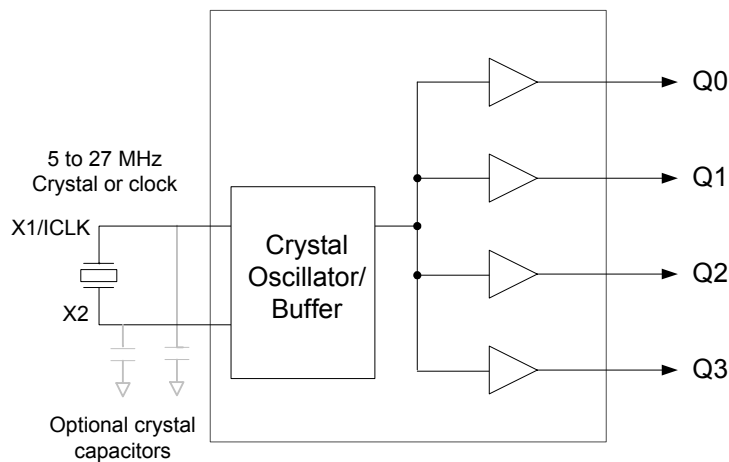 5 to 27 MHz
Crystal or clock
X1/ICLK
X2
Optional crystal
capacitors
Crystal
Oscillator/
Buffer
Q0
Q1
Q2
Q3